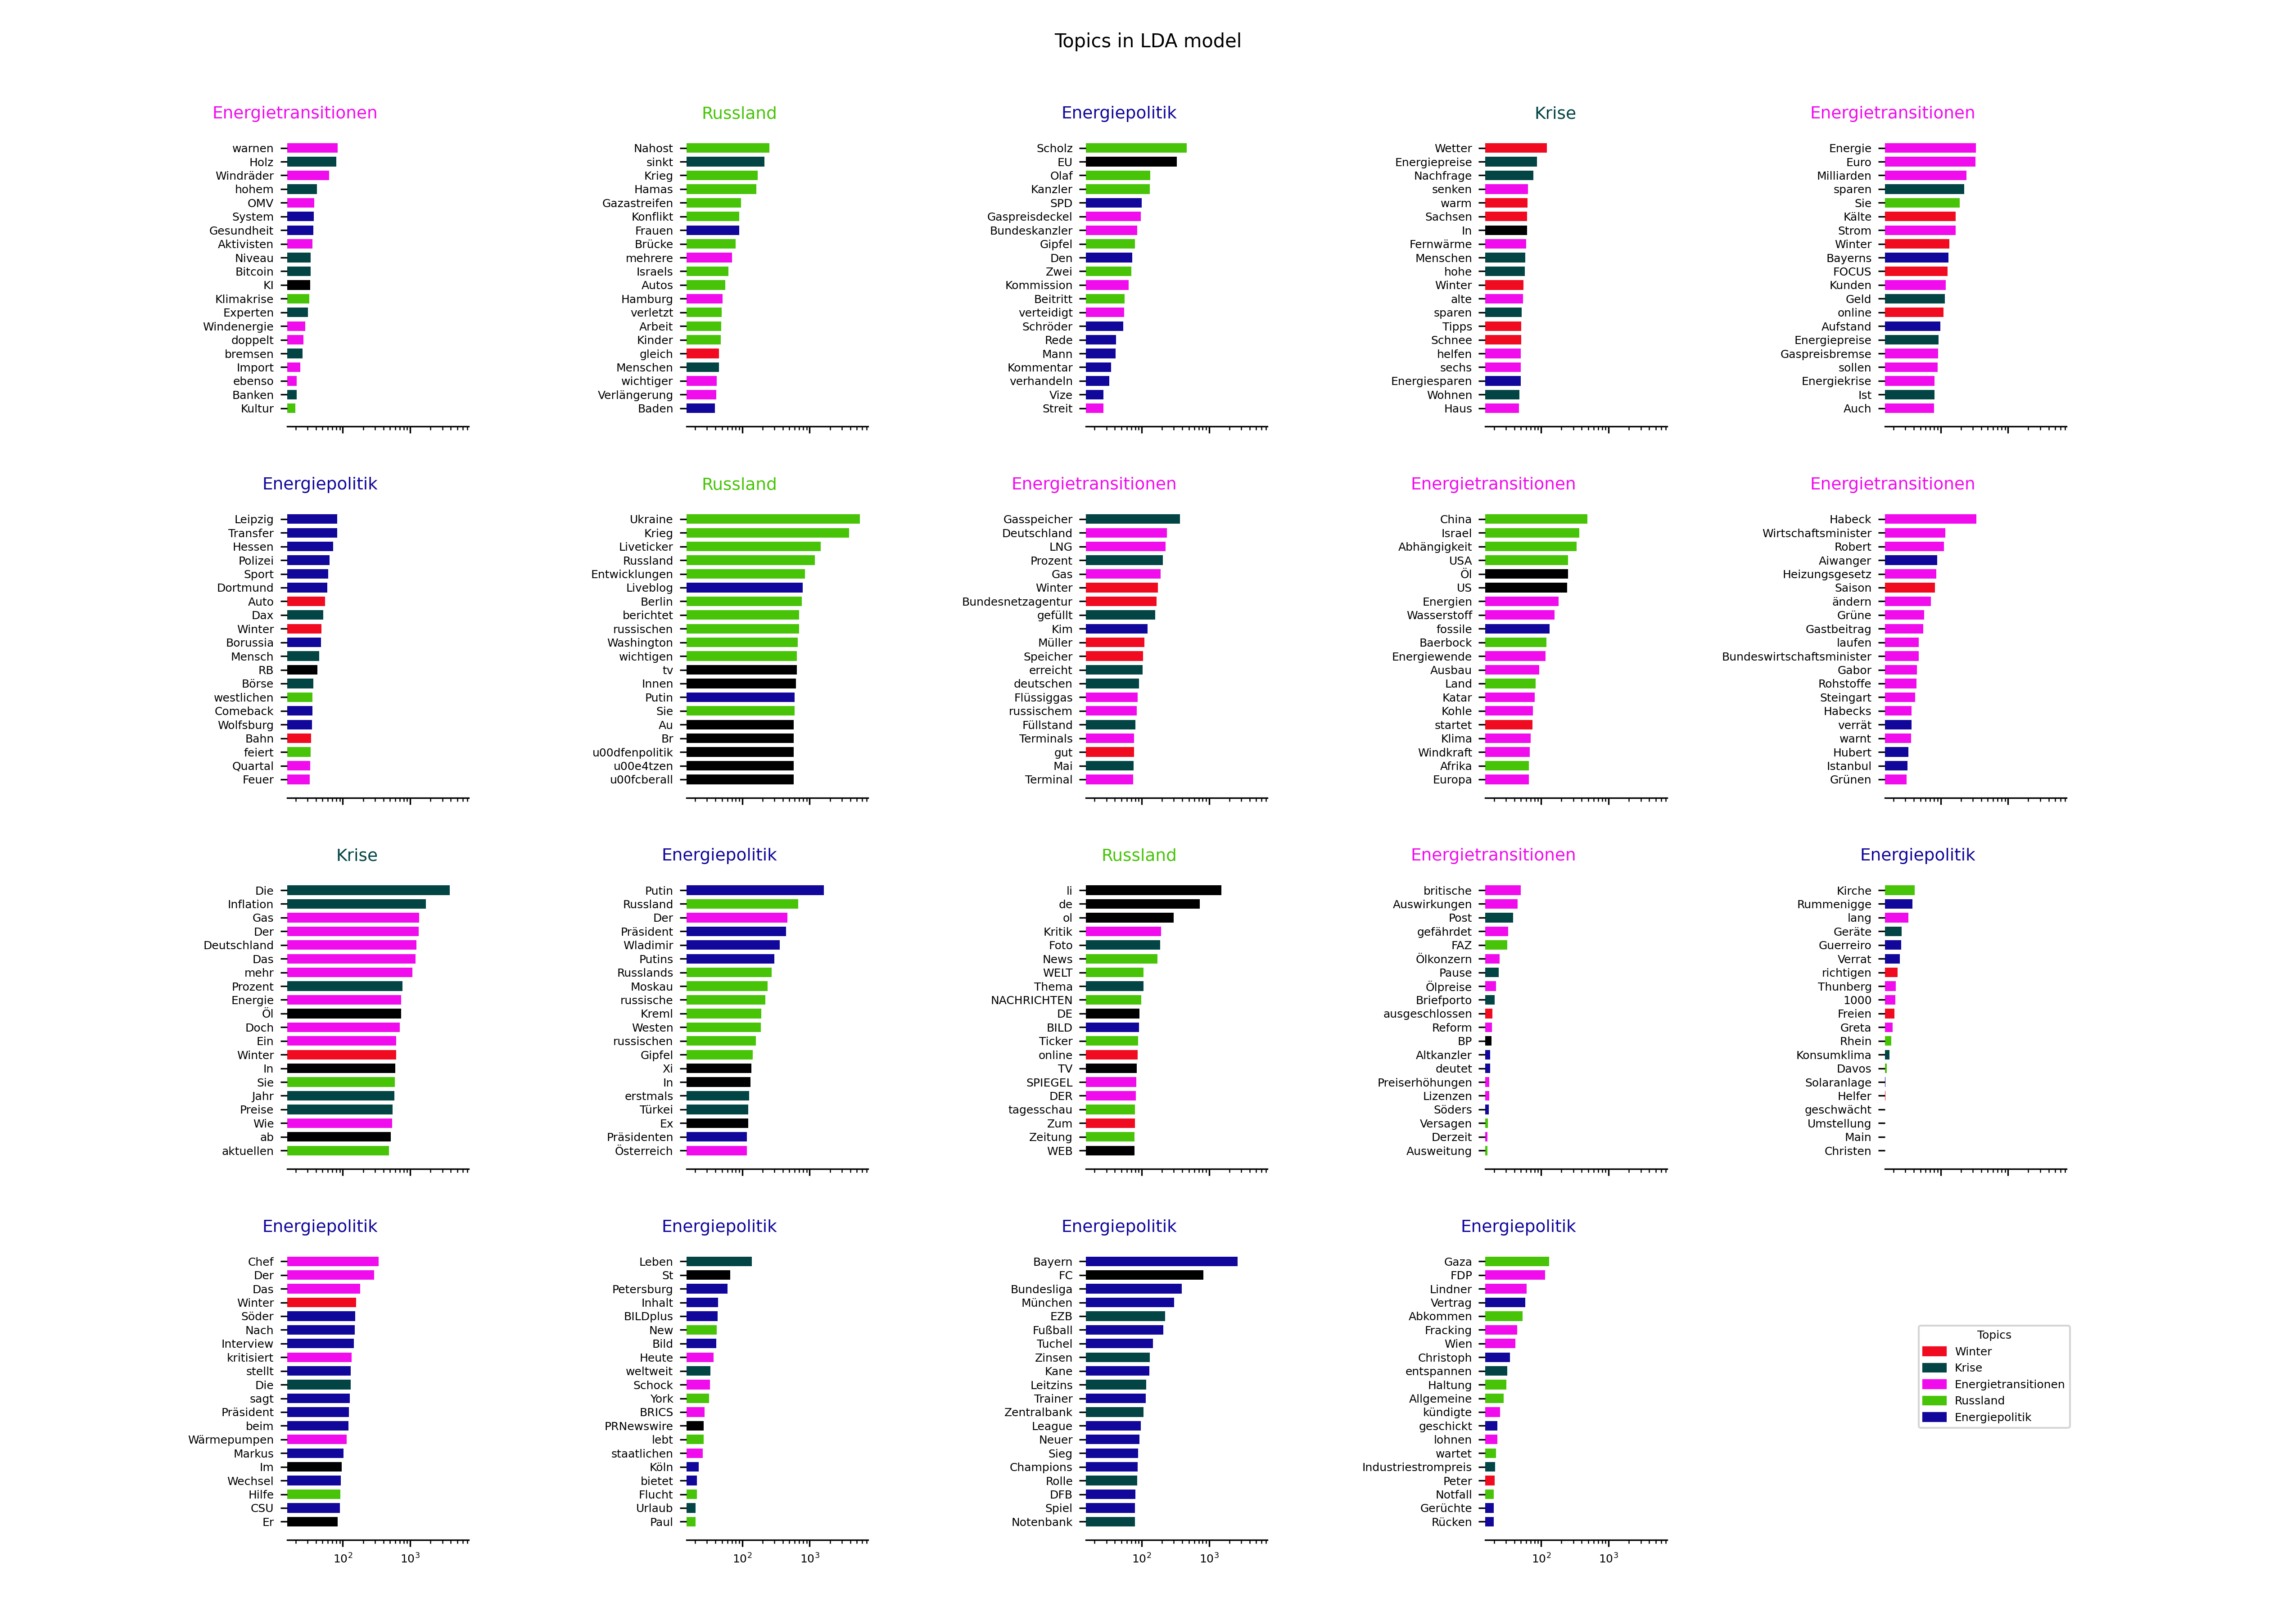 Topics in LDA model
Energietransitionen
warnen
Holz
Windräder
hohem
OMV
System
Gesundheit
Aktivisten
Niveau
Bitcoin
KI
Klimakrise
Experten
Windenergie
doppelt
bremsen
Import
ebenso
Banken
Kultur
Russland
Nahost
sinkt
Krieg
Hamas
Gazastreifen
Konflikt
Frauen
Brücke
mehrere
Israels
Autos
Hamburg
verletzt
Arbeit
Kinder
gleich
Menschen
wichtiger
Verlängerung
Baden
Energiepolitik
Scholz
EU
Olaf
Kanzler
SPD
Gaspreisdeckel
Bundeskanzler
Gipfel
Den
Zwei
Kommission
Beitritt
verteidigt
Schröder
Rede
Mann
Kommentar
verhandeln
Vize
Streit
Krise
Wetter
Energiepreise
Nachfrage
senken
warm
Sachsen
In
Fernwärme
Menschen
hohe
Winter
alte
sparen
Tipps
Schnee
helfen
sechs
Energiesparen
Wohnen
Haus
Energietransitionen
Energie
Euro
Milliarden
sparen
Sie
Kälte
Strom
Winter
Bayerns
FOCUS
Kunden
Geld
online
Aufstand
Energiepreise
Gaspreisbremse
sollen
Energiekrise
Ist
Auch
Energiepolitik
Leipzig
Transfer
Hessen
Polizei
Sport
Dortmund
Auto
Dax
Winter
Borussia
Mensch
RB
Börse
westlichen
Comeback
Wolfsburg
Bahn
feiert
Quartal
Feuer
Russland
Ukraine
Krieg
Liveticker
Russland
Entwicklungen
Liveblog
Berlin
berichtet
russischen
Washington
wichtigen
tv
Innen
Putin
Sie
Au
Br
u00dfenpolitik
u00e4tzen
u00fcberall
Energietransitionen
Gasspeicher
Deutschland
LNG
Prozent
Gas
Winter
Bundesnetzagentur
gefüllt
Kim
Müller
Speicher
erreicht
deutschen
Flüssiggas
russischem
Füllstand
Terminals
gut
Mai
Terminal
Energietransitionen
China
Israel
Abhängigkeit
USA
Öl
US
Energien
Wasserstoff
fossile
Baerbock
Energiewende
Ausbau
Land
Katar
Kohle
startet
Klima
Windkraft
Afrika
Europa
Energietransitionen
Habeck
Wirtschaftsminister
Robert
Aiwanger
Heizungsgesetz
Saison
ändern
Grüne
Gastbeitrag
laufen
Bundeswirtschaftsminister
Gabor
Rohstoffe
Steingart
Habecks
verrät
warnt
Hubert
Istanbul
Grünen
Krise
Die
Inflation
Gas
Der
Deutschland
Das
mehr
Prozent
Energie
Öl
Doch
Ein
Winter
In
Sie
Jahr
Preise
Wie
ab
aktuellen
Energiepolitik
Putin
Russland
Der
Präsident
Wladimir
Putins
Russlands
Moskau
russische
Kreml
Westen
russischen
Gipfel
Xi
In
erstmals
Türkei
Ex
Präsidenten
Österreich
Russland
li
de
ol
Kritik
Foto
News
WELT
Thema
NACHRICHTEN
DE
BILD
Ticker
online
TV
SPIEGEL
DER
tagesschau
Zum
Zeitung
WEB
Energietransitionen
britische
Auswirkungen
Post
gefährdet
FAZ
Ölkonzern
Pause
Ölpreise
Briefporto
ausgeschlossen
Reform
BP
Altkanzler
deutet
Preiserhöhungen
Lizenzen
Söders
Versagen
Derzeit
Ausweitung
Energiepolitik
Kirche
Rummenigge
lang
Geräte
Guerreiro
Verrat
richtigen
Thunberg
1000
Freien
Greta
Rhein
Konsumklima
Davos
Solaranlage
Helfer
geschwächt
Umstellung
Main
Christen
Energiepolitik
Chef
Der
Das
Winter
Söder
Nach
Interview
kritisiert
stellt
Die
sagt
Präsident
beim
Wärmepumpen
Markus
Im
Wechsel
Hilfe
CSU
Er
10² 10³
Energiepolitik
Leben
St
Petersburg
Inhalt
BILDplus
New
Bild
Heute
weltweit
Schock
York
BRICS
PRNewswire
lebt
staatlichen
Köln
bietet
Flucht
Urlaub
Paul
10² 10³
Energiepolitik
Bayern
FC
Bundesliga
München
EZB
Fußball
Tuchel
Zinsen
Kane
Leitzins
Trainer
Zentralbank
League
Neuer
Sieg
Champions
Rolle
DFB
Spiel
Notenbank
10² 10³
Energiepolitik
Gaza
FDP
Lindner
Vertrag
Abkommen
Fracking
Wien
Christoph
entspannen
Haltung
Allgemeine
kündigte
geschickt
lohnen
wartet
Industriestrompreis
Peter
Notfall
Gerüchte
Rücken
10² 10³
Topics
Winter
Krise
Energietransitionen
Russland
Energiepolitik